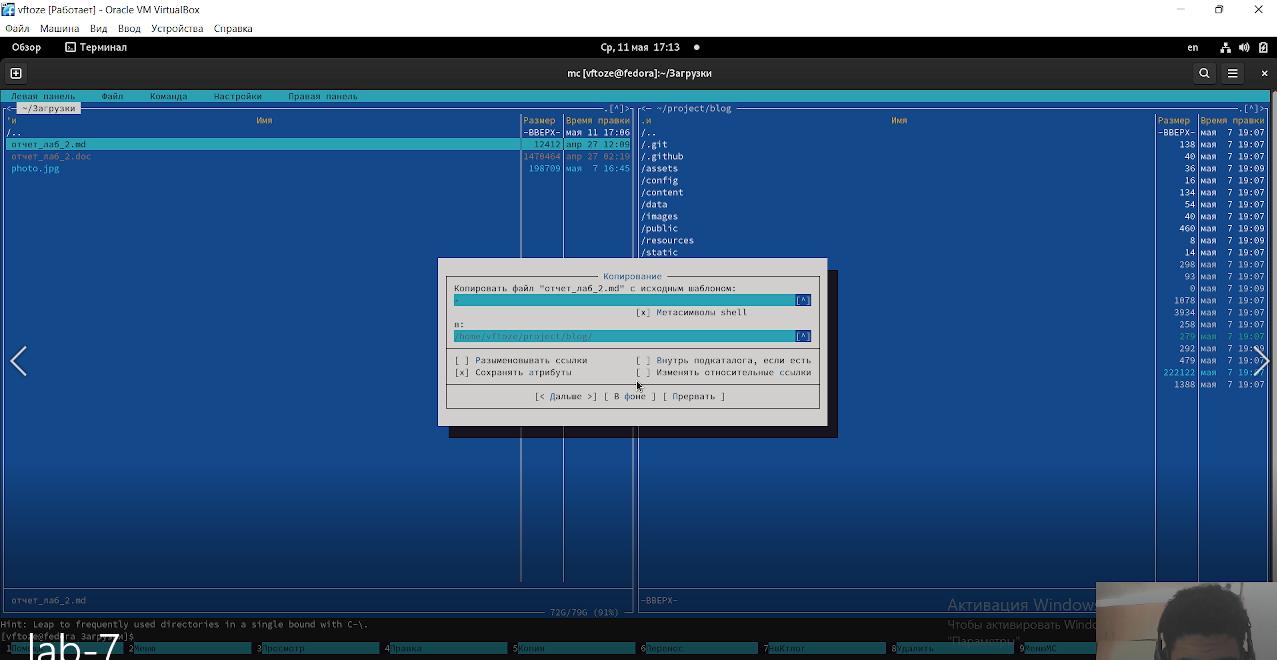 vftoze [Работает] - Oracle VM VirtualBox
Файл Машина Вид Ввод Устройства Справка
Обзор Терминал Ср, 11 мая 17:13 en
mc [vftoze@fedora]:~/Загрузки
Левая панель Файл Команда Настройки Правая панель
<— ~/Загрузки .[^]>
'и Имя Размер Время правки
/.. -ВВЕРХ- мая 11 17:06
отчет_лаб_2.md 12412 апр 27 12:09
отчет_лаб_2.doc 1470464 апр 27 02:19
photo.jpg 198709 мая 7 16:45
<— ~/project/blog .[^]>
.и Имя Размер Время правки
/.. -ВВЕРХ- мая 7 19:07
/.git 138 мая 7 19:07
/.github 40 мая 7 19:07
/assets 36 мая 7 19:09
/config 16 мая 7 19:07
/content 134 мая 7 19:07
/data 54 мая 7 19:07
/images 40 мая 7 19:07
/public 460 мая 7 19:09
/resources 8 мая 7 19:09
/static 14 мая 7 19:07
298 мая 7 19:07
93 мая 7 19:07
0 мая 7 19:09
1078 мая 7 19:07
3934 мая 7 19:07
258 мая 7 19:07
279 мая 7 19:07
292 мая 7
479 мая 7
222122 мая 7 19:07
1388 мая 7 19:07
Копирование
Копировать файл "отчет_лаб_2.md" с исходным шаблоном:
[^]
[x] Метасимволы shell
в:
/home/vftoze/project/blog/ [^]
[ ] Разыменовывать ссылки [ ] Внутрь подкаталога, если есть
[x] Сохранять атрибуты [ ] Изменять относительные ссылки
[< Дальше >] [ В фоне ] [ Прервать ]
отчет_лаб_2.md
72G/79G (91%)
-ВВЕРХ-
Активация Windows
Чтобы активировать
"Параметры".
Hint: Leap to frequently used directories in a single bound with C-\.
[vftoze@fedora Загрузки]$
lab-7
1 2Меню 3Просмотр 4Правка 5Копия 6Перенос 7НвКтлог 8Удалить 9МенюМС